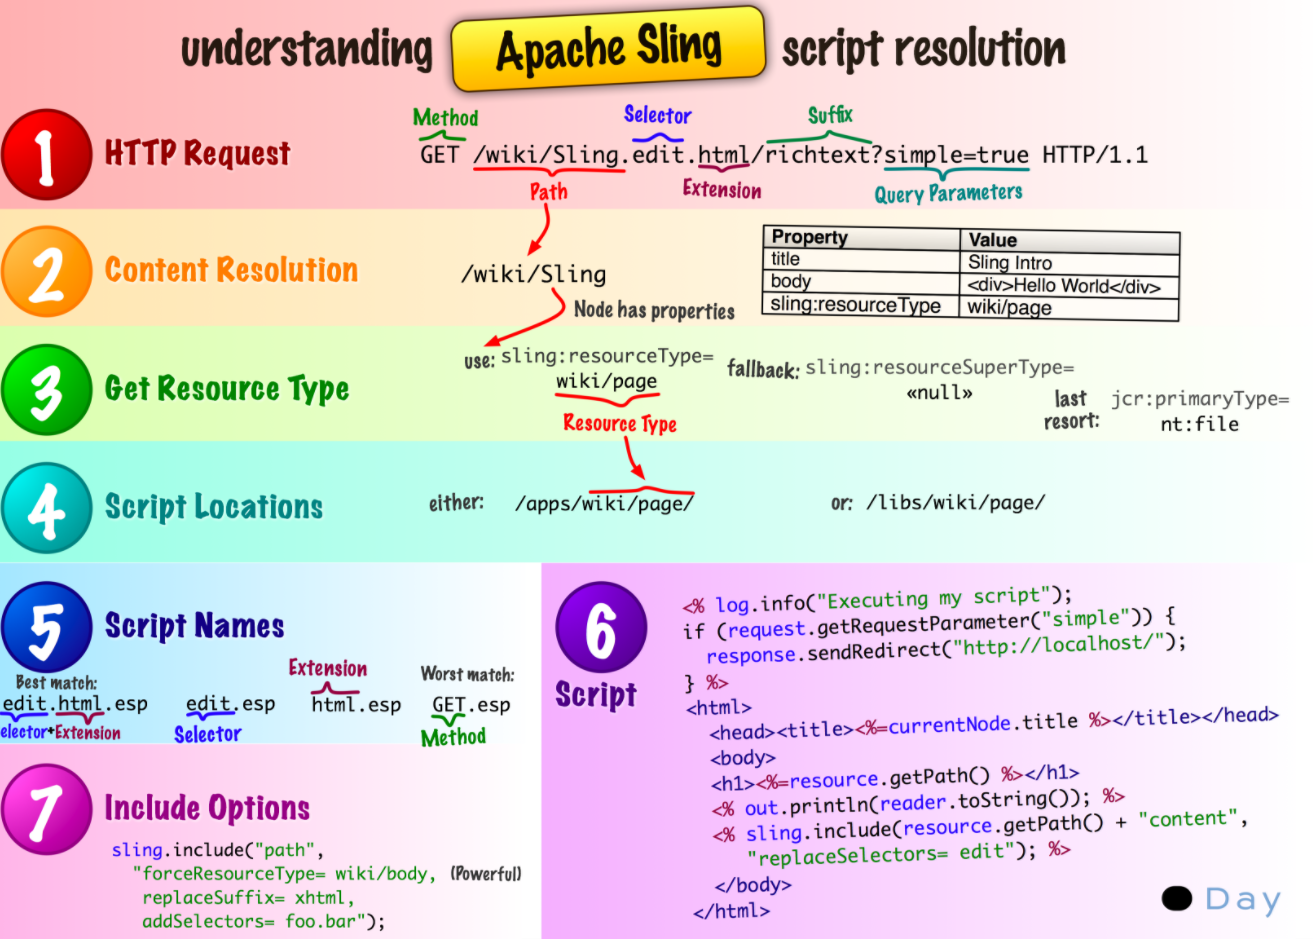 understanding Apache Sling script resolution
1 HTTP Request
Method Selector Suffix
GET /wiki/Sling.edit.html/richtext?simple=true HTTP/1.1
Path Extension Query Parameters
2 Content Resolution
/wiki/Sling
Node has properties
Property Value
title Sling Intro
body <div>Hello World</div>
sling:resourceType wiki/page
3 Get Resource Type
use: sling:resourceType=
wiki/page
Resource Type
fallback: sling:resourceSuperType=
«null»
last resort: jcr:primaryType=
nt:file
4 Script Locations
either: /apps/wiki/page/ or: /libs/wiki/page/
5 Script Names
Best match: Extension Worst match:
edit.html.esp edit.esp html.esp GET.esp
elector+Extension Selector Method
6 Script
<% log.info("Executing my script");
if (request.getRequestParameter("simple")) {
response.sendRedirect("http://localhost/");
} %>
<html>
<head><title><%=currentNode.title %></title></head>
<body>
<h1><%=resource.getPath() %></h1>
<% out.println(reader.toString()); %>
<% sling.include(resource.getPath() + "content",
"replaceSelectors= edit"); %>
</body>
</html>
7 Include Options
sling.include("path",
"forceResourceType= wiki/body, (Powerful)
replaceSuffix= xhtml,
addSelectors= foo.bar");
Day